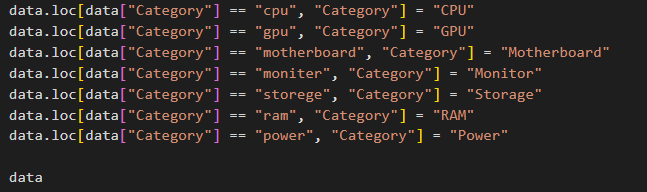 data.loc[data["Category"] == "cpu", "Category"] = "CPU"
data.loc[data["Category"] == "gpu", "Category"] = "GPU"
data.loc[data["Category"] == "motherboard", "Category"] = "Motherboard"
data.loc[data["Category"] == "moniter", "Category"] = "Monitor"
data.loc[data["Category"] == "storege", "Category"] = "Storage"
data.loc[data["Category"] == "ram", "Category"] = "RAM"
data.loc[data["Category"] == "power", "Category"] = "Power"
data